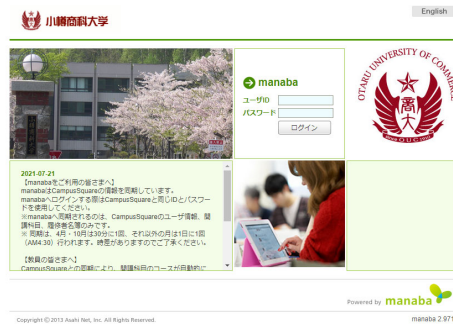 English
小樽商科大学
manaba
ユーザID
パスワード
ログイン
OTARU UNIVERSITY OF COMMERCE
商大
OUC
2021-07-21
【manabaをご利用の皆さまへ】
manabaはCampusSquareの情報を同期しています。
manabaへログインする際はCampusSquareと同じIDとパスワー
ドを使用してください。
※manabaへ同期されるのは、CampusSquareのユーザ情報、開
講科目、履修者名簿のみです。
※ 同期は、4月・10月は30分に1回、それ以外の月は1日に1回
（AM4:30）行われます。時差がありますのでご了承ください。
【教員の皆さまへ】
CampusSquareとの同期により、開講科目のコースが自動的に
Powered by manaba
Copyright © 2013 Asahi Net, Inc. All Rights Reserved.
manaba 2.971